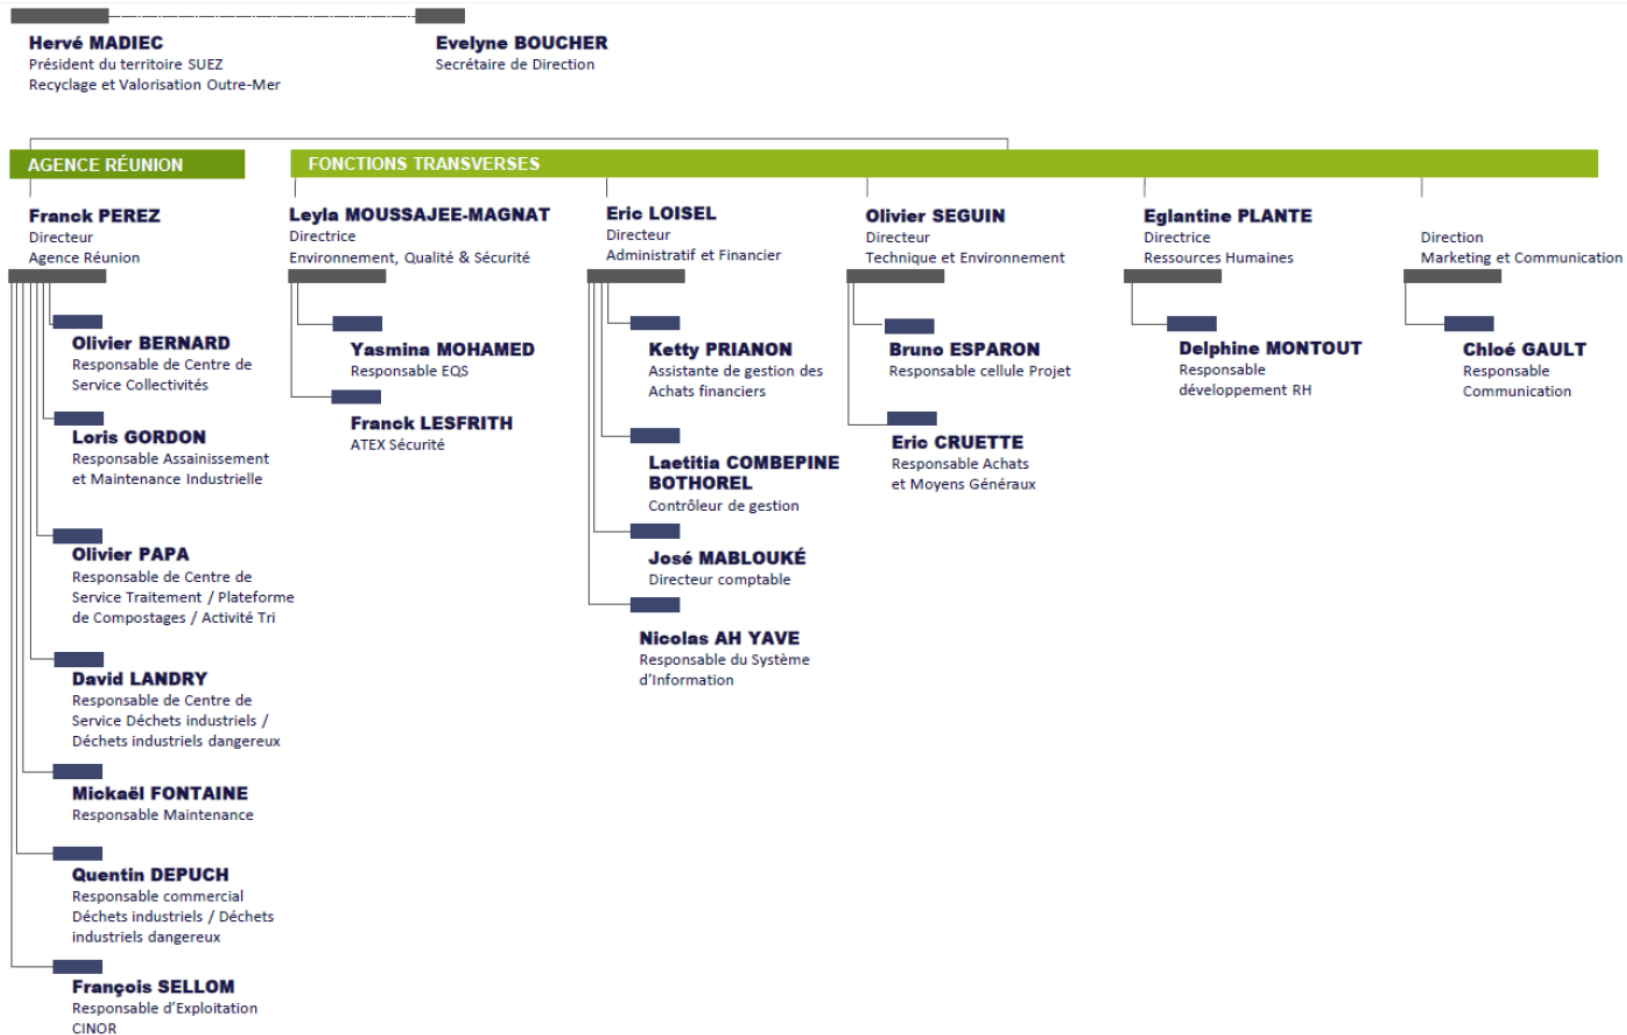 Hervé MADIEC
Président du territoire SUEZ
Recyclage et Valorisation Outre-Mer
Evelyne BOUCHER
Secrétaire de Direction
AGENCE RÉUNION
FONCTIONS TRANSVERSES
Franck PEREZ
Directeur
Agence Réunion
Olivier BERNARD
Responsable de Centre de
Service Collectivités
Loris GORDON
Responsable Assainissement
et Maintenance Industrielle
Olivier PAPA
Responsable de Centre de
Service Traitement / Plateforme
de Compostages / Activité Tri
David LANDRY
Responsable de Centre de
Service Déchets industriels /
Déchets industriels dangereux
Mickaël FONTAINE
Responsable Maintenance
Quentin DEPUCH
Responsable commercial
Déchets industriels / Déchets
industriels dangereux
François SELLOM
Responsable d'Exploitation
CINOR
Leyla MOUSSAJEE-MAGNAT
Directrice
Environnement, Qualité & Sécurité
Yasmina MOHAMED
Responsable EQS
Franck LESFRITH
ATEX Sécurité
Eric LOISEL
Directeur
Administratif et Financier
Ketty PRIANON
Assistante de gestion des
Achats financiers
Laetitia COMBEPINE
BOTHOREL
Contrôleur de gestion
José MABLOUKÉ
Directeur comptable
Nicolas AH YAVE
Responsable du Système
d'Information
Olivier SEGUIN
Directeur
Technique et Environnement
Bruno ESPARON
Responsable cellule Projet
Eric CRUETTE
Responsable Achats
et Moyens Généraux
Eglantine PLANTE
Directrice
Ressources Humaines
Delphine MONTOUT
Responsable
développement RH
Direction
Marketing et Communication
Chloé GAULT
Responsable
Communication